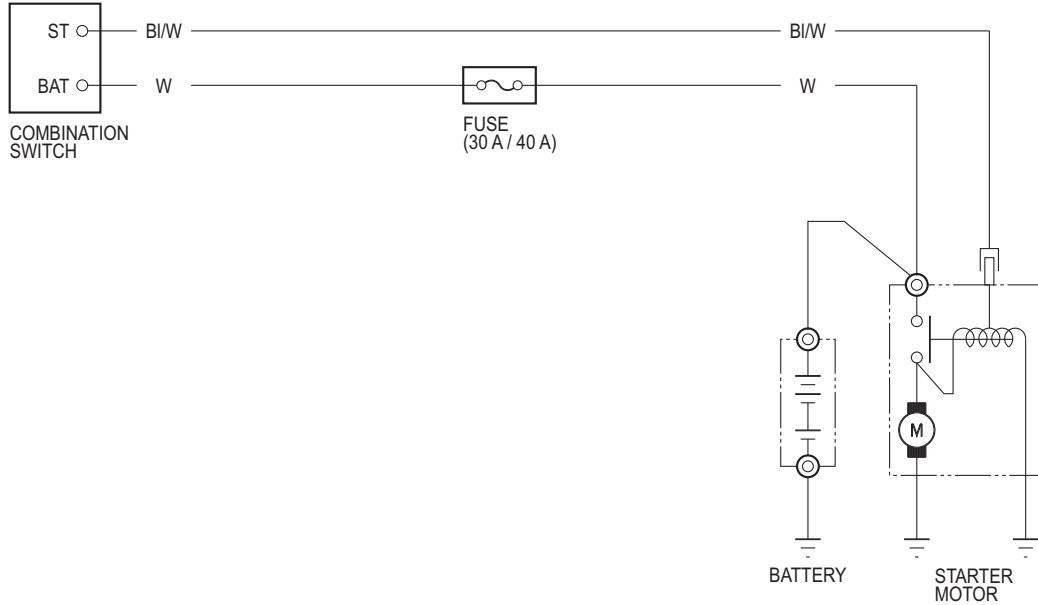 ST
Bl/W
Bl/W
BAT
W
W
COMBINATION
SWITCH
FUSE
(30 A / 40 A)
M
BATTERY
STARTER
MOTOR